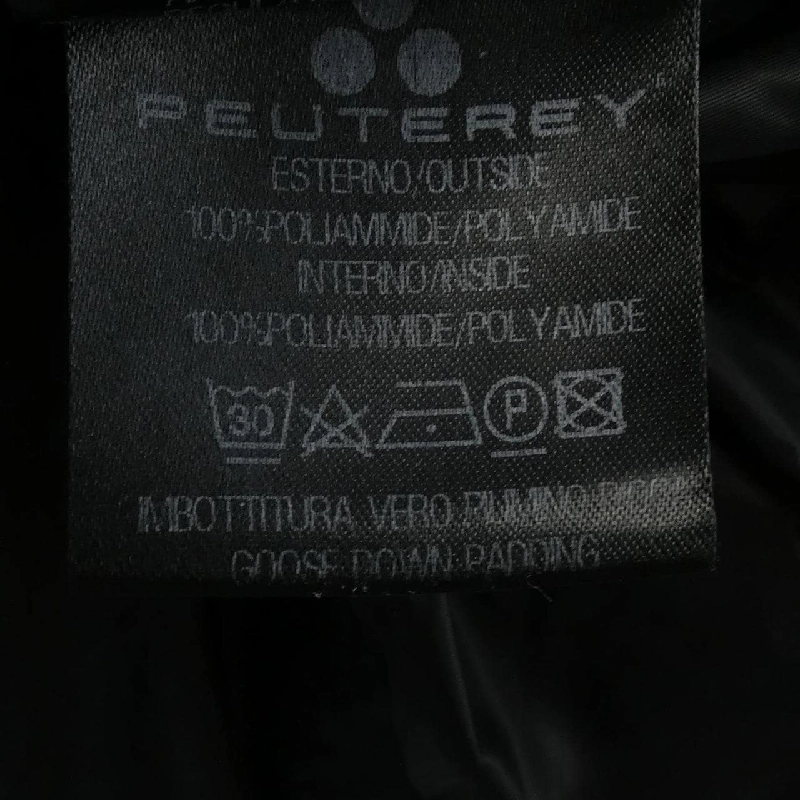 PEUTEREY
ESTERNO/OUTSIDE
100%POLIAMMIDE/POLYAMIDE
INTERNO/INSIDE
100%POLIAMMIDE/POLYAMIDE
30
P
IMBOTTITURA VERO PIUMINO
GOOSE DOWN PADDING